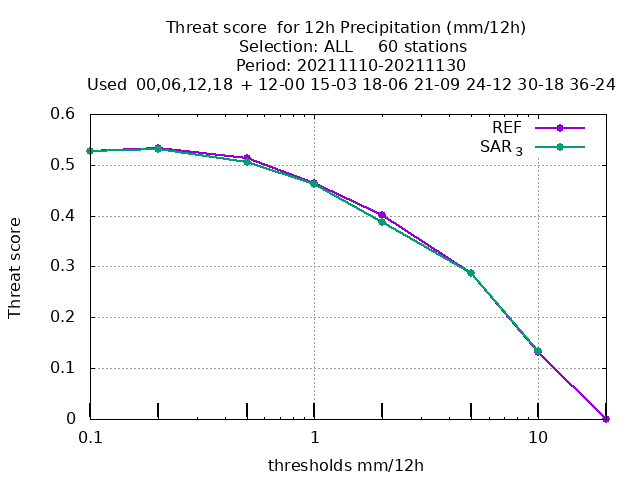 Threat score  for 12h Precipitation (mm/12h)
Selection: ALL     60 stations
Period: 20211110-20211130
Used  00,06,12,18  + 12-00 15-03 18-06 21-09 24-12 30-18 36-24
0.6
REF
SAR 3
0.5
0.4
0.3
0.2
0.1
0
Threat score
0.1
1
10
thresholds mm/12h